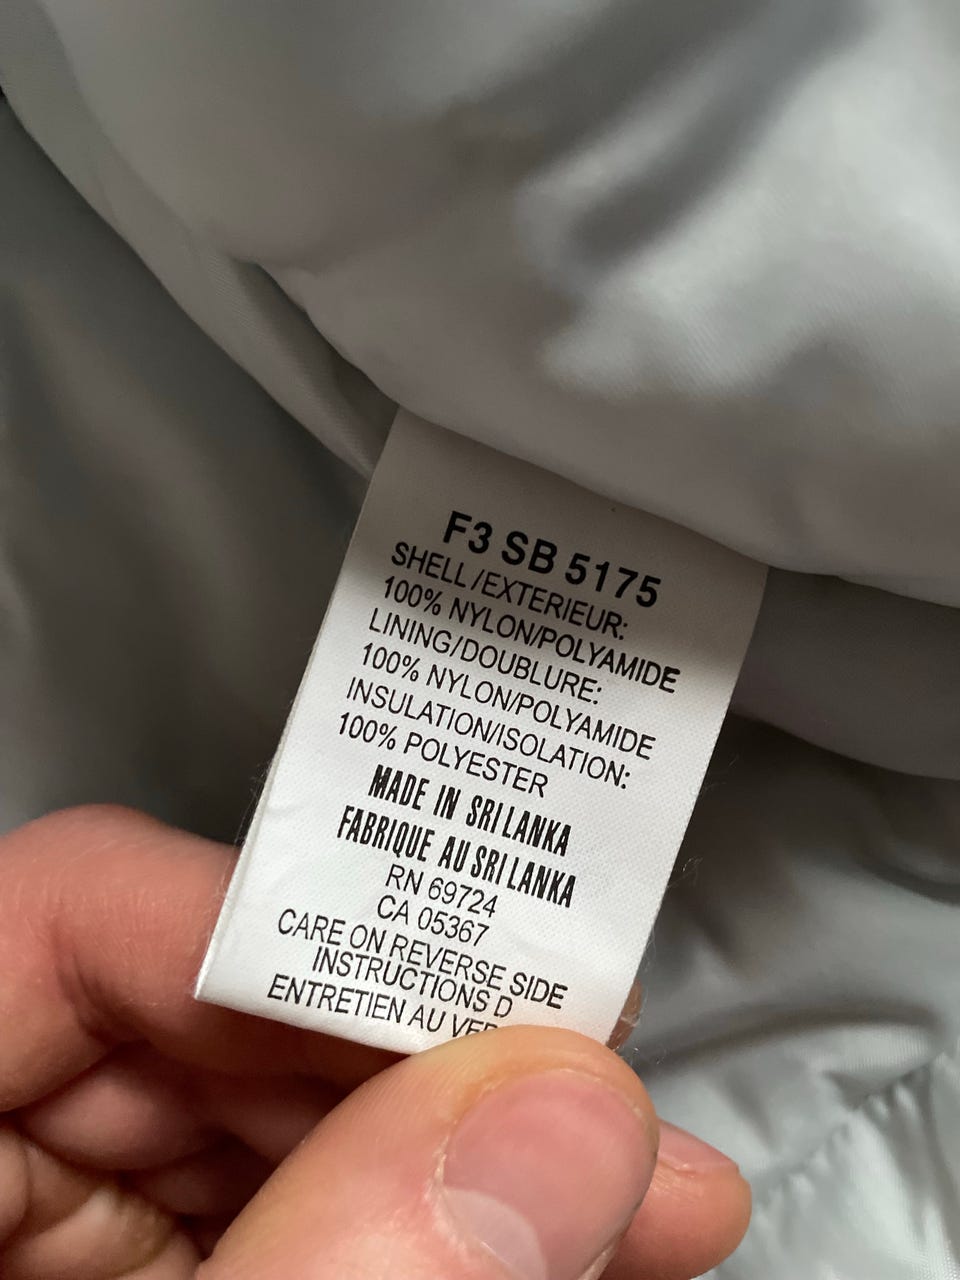 F3 SB 5175
SHELL/EXTERIEUR:
100% NYLON/POLYAMIDE
LINING/DOUBLURE:
100% NYLON/POLYAMIDE
INSULATION/ISOLATION:
100% POLYESTER
MADE IN SRI LANKA
FABRIQUE AU SRI LANKA
RN 69724
CA 05367
CARE ON REVERSE SIDE
INSTRUCTIONS D
ENTRETIEN AU